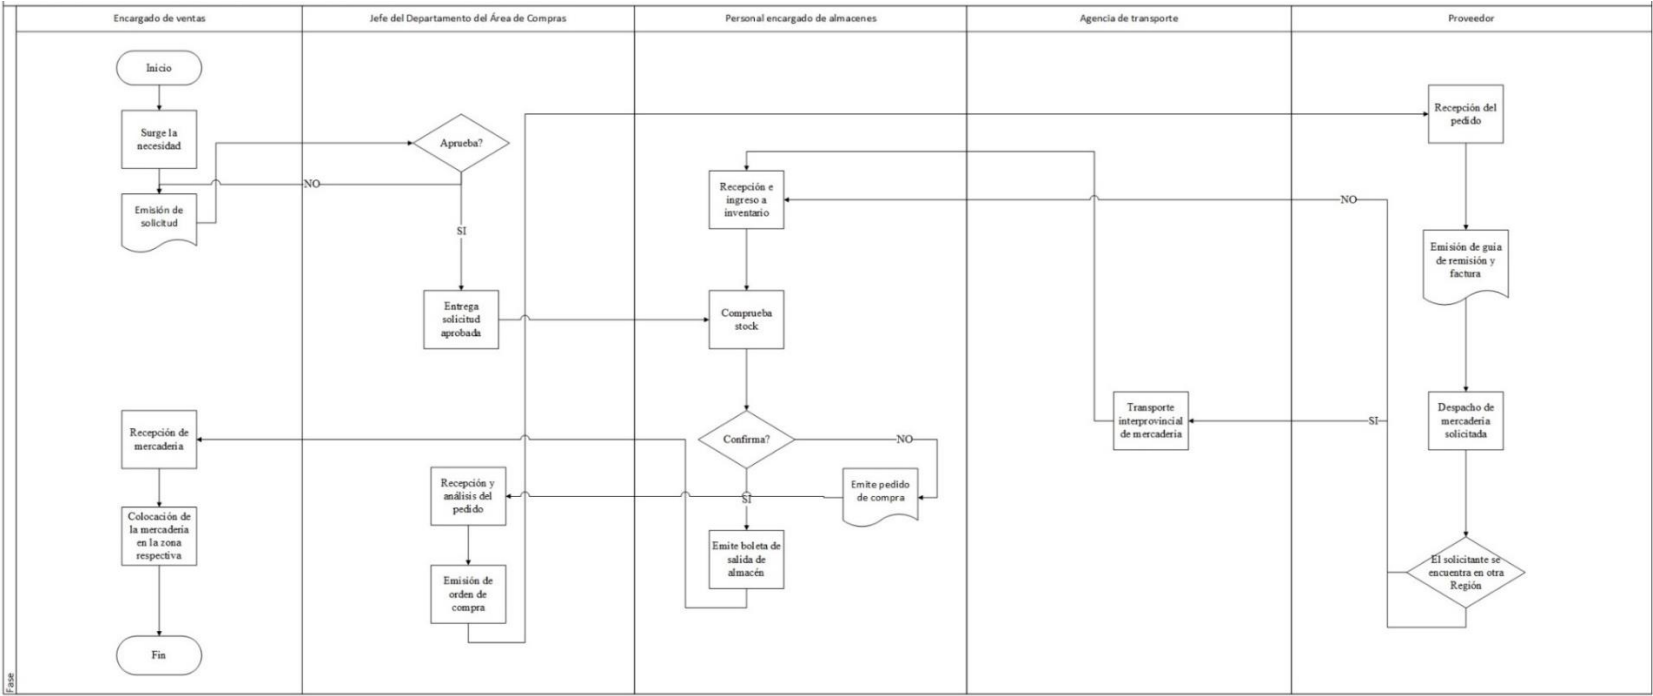 Encargado de ventas
Jefe del Departamento del Área de Compras
Personal encargado de almacenes
Agencia de transporte
Proveedor
Inicio
Surge la
necesidad
Emisión de
solicitud
Recepción de
mercadería
Colocación de
la mercadería
en la zona
respectiva
Fin
Aprueba?
NO
SI
Entrega
solicitud
aprobada
Recepción y
análisis del
pedido
Emisión de
orden de
compra
Recepción e
ingreso a
inventario
Comprueba
stock
Confirma?
NO
SI
Emite pedido
de compra
Emite boleta de
salida de
almacén
Transporte
interprovincial
de mercadería
Recepción del
pedido
NO
Emisión de guía
de remisión y
factura
SI
Despacho de
mercadería
solicitada
El solicitante se
encuentra en otra
Región
Fase